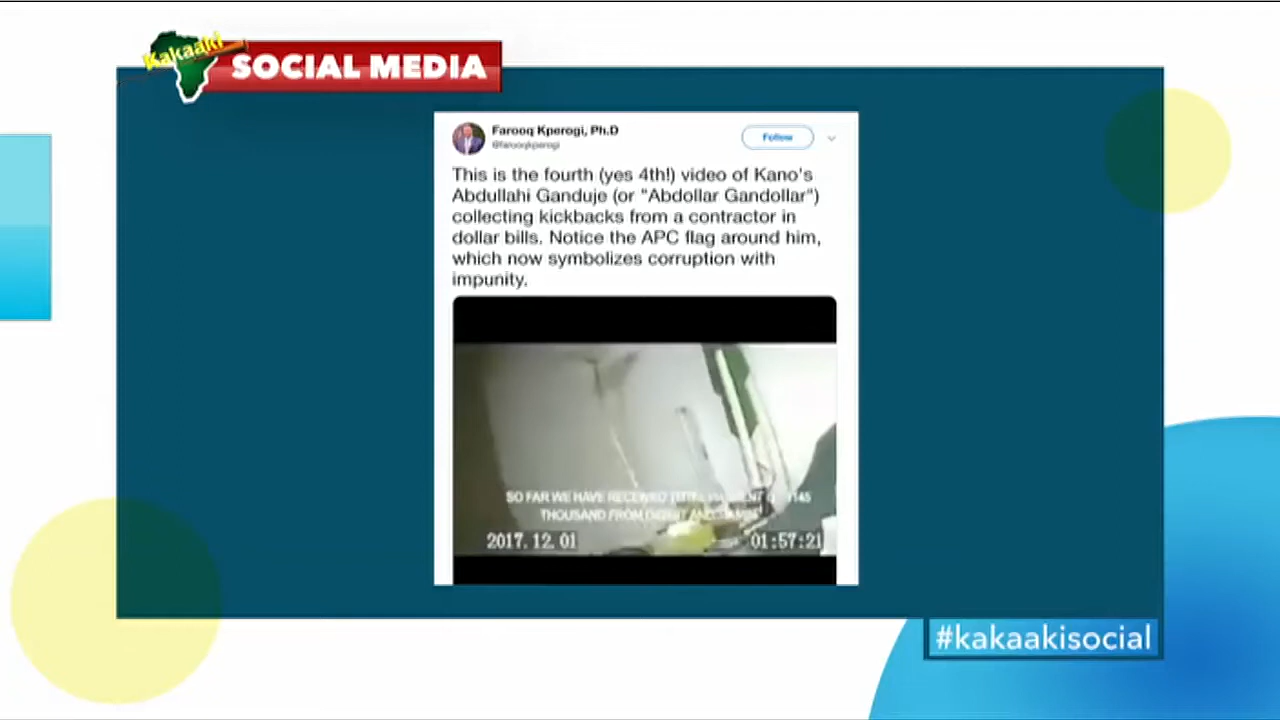 Kakaaki
SOCIAL MEDIA
Farooq Kperogi, Ph.D
@farooqkperogi
Follow
This is the fourth (yes 4th!) video of Kano's
Abdullahi Ganduje (or "Abdollar Gandollar")
collecting kickbacks from a contractor in
dollar bills. Notice the APC flag around him,
which now symbolizes corruption with
impunity.
SO FAR WE HAVE RECEIVED
THOUSAND FROM
2017.12.01
01:57:21
#kakaakisocial